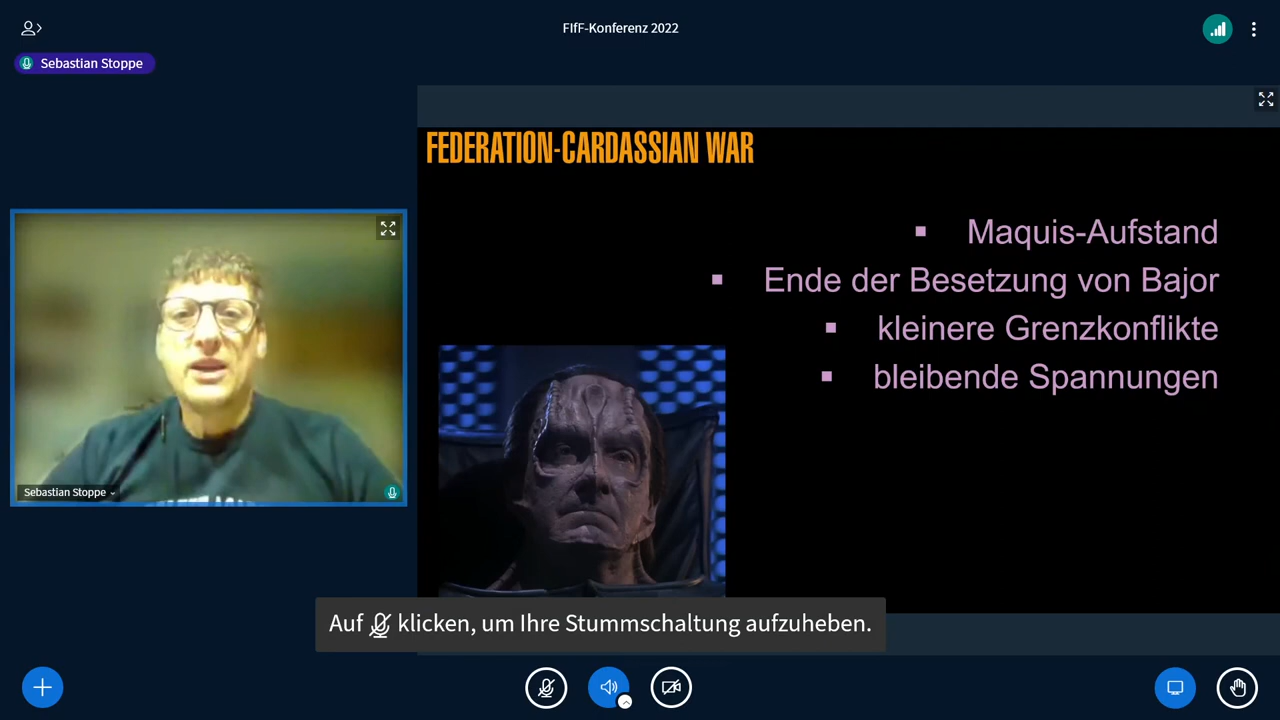 FIfF-Konferenz 2022
Sebastian Stoppe
FEDERATION-CARDASSIAN WAR
▪ Maquis-Aufstand
▪ Ende der Besetzung von Bajor
▪ kleinere Grenzkonflikte
▪ bleibende Spannungen
Sebastian Stoppe
Auf klicken, um Ihre Stummschaltung aufzuheben.